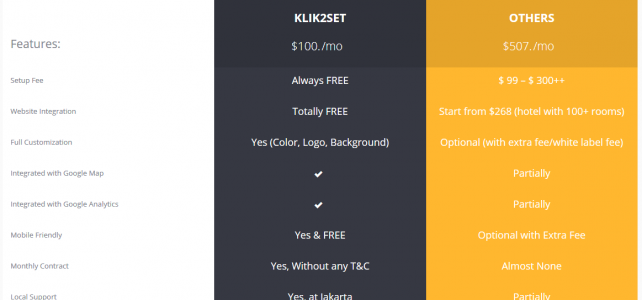 KLIK2SET OTHERS
Features: $100./mo $507./mo
Setup Fee Always FREE $ 99 – $ 300++
Website Integration Totally FREE Start from $268 (hotel with 100+ rooms)
Full Customization Yes (Color, Logo, Background) Optional (with extra fee/white label fee)
Integrated with Google Map ✔ Partially
Integrated with Google Analytics ✔ Partially
Mobile Friendly Yes & FREE Optional with Extra Fee
Monthly Contract Yes, Without any T&C Almost None
Local Support Yes, at Jakarta Partially